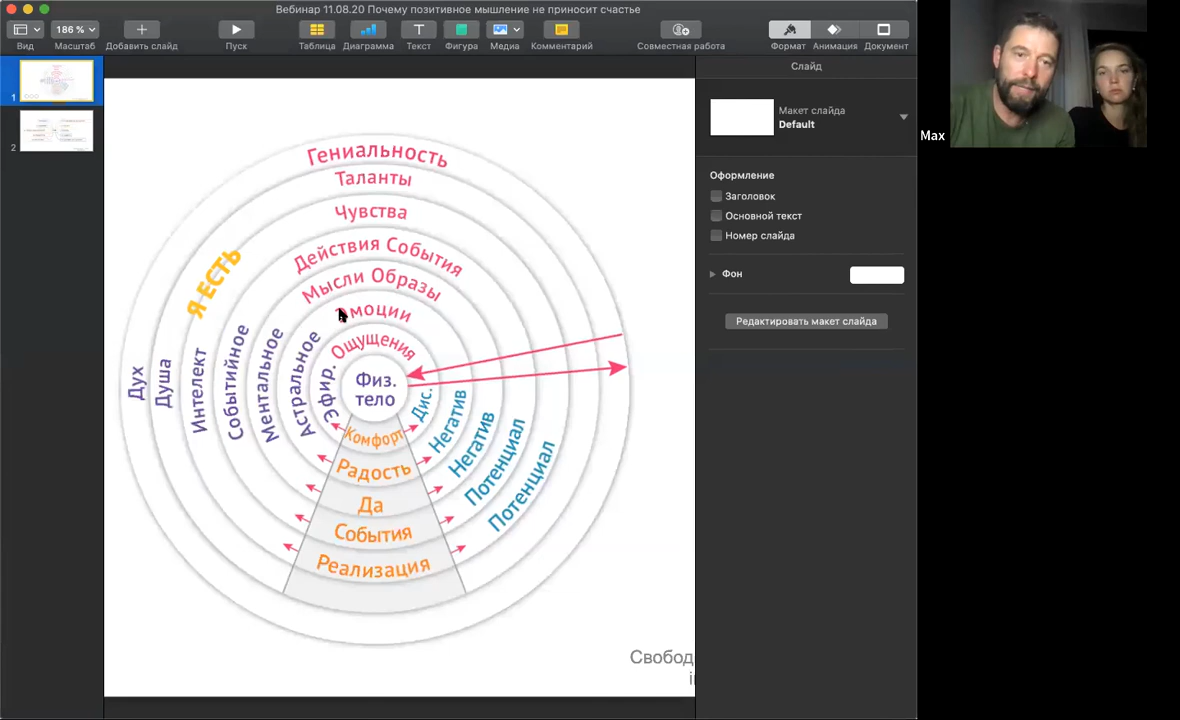 Вебинар 11.08.20 Почему позитивное мышление не приносит счастье
186 %
Вид
Масштаб
Добавить слайд
Пуск
Таблица
Диаграмма
Текст
Фигура
Медиа
Комментарий
Совместная работа
Формат
Анимация
Документ
1
2
Гениальность
Таланты
Чувства
Действия События
Мысли Образы
Эмоции
Ощущения
Я ЕСТЬ
Дух
Душа
Интелект
Событийное
Ментальное
Астральное
Эфир.
Физ.
тело
Дис.
Негатив
Негатив
Потенциал
Потенциал
Комфорт
Радость
Да
События
Реализация
Свобод
i
Слайд
Макет слайда
Default
Оформление
Заголовок
Основной текст
Номер слайда
Фон
Редактировать макет слайда
Max